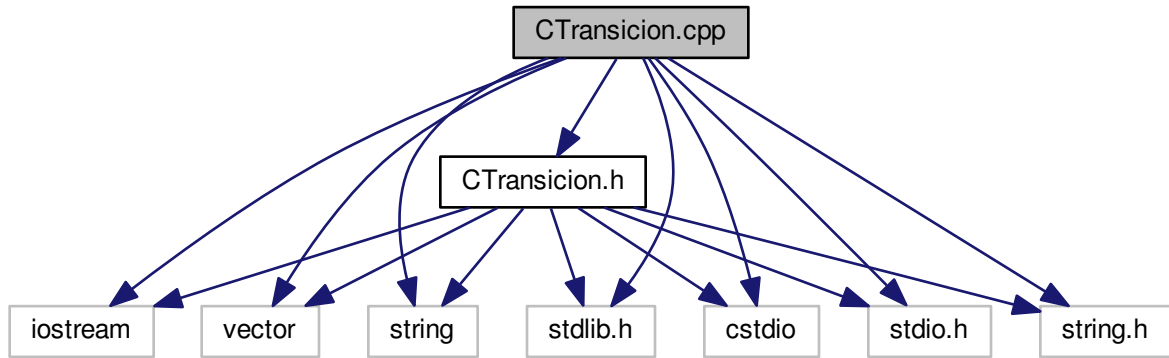 CTransicion.cpp
CTransicion.h
iostream
vector
string
stdlib.h
cstdio
stdio.h
string.h